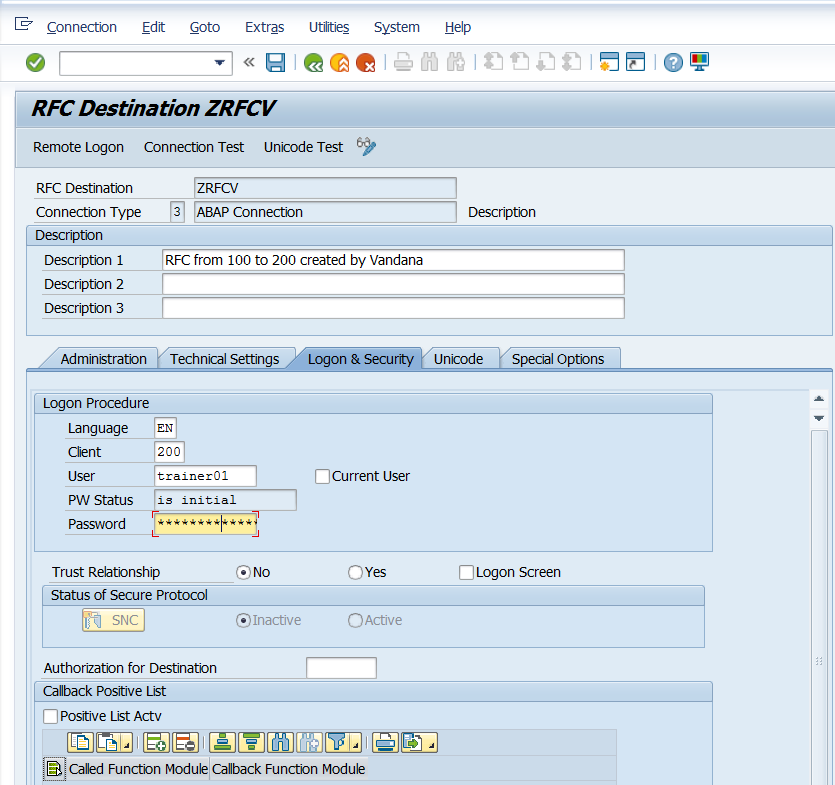 Connection Edit Goto Extras Utilities System Help
RFC Destination ZRFCV
Remote Logon Connection Test Unicode Test
RFC Destination ZRFCV
Connection Type 3 ABAP Connection Description
Description
Description 1 RFC from 100 to 200 created by Vandana
Description 2
Description 3
Administration Technical Settings Logon & Security Unicode Special Options
Logon Procedure
Language EN
Client 200
User trainer01 Current User
PW Status is initial
Password *************
Trust Relationship No Yes Logon Screen
Status of Secure Protocol
SNC Inactive Active
Authorization for Destination
Callback Positive List
Positive List Actv
Called Function Module Callback Function Module